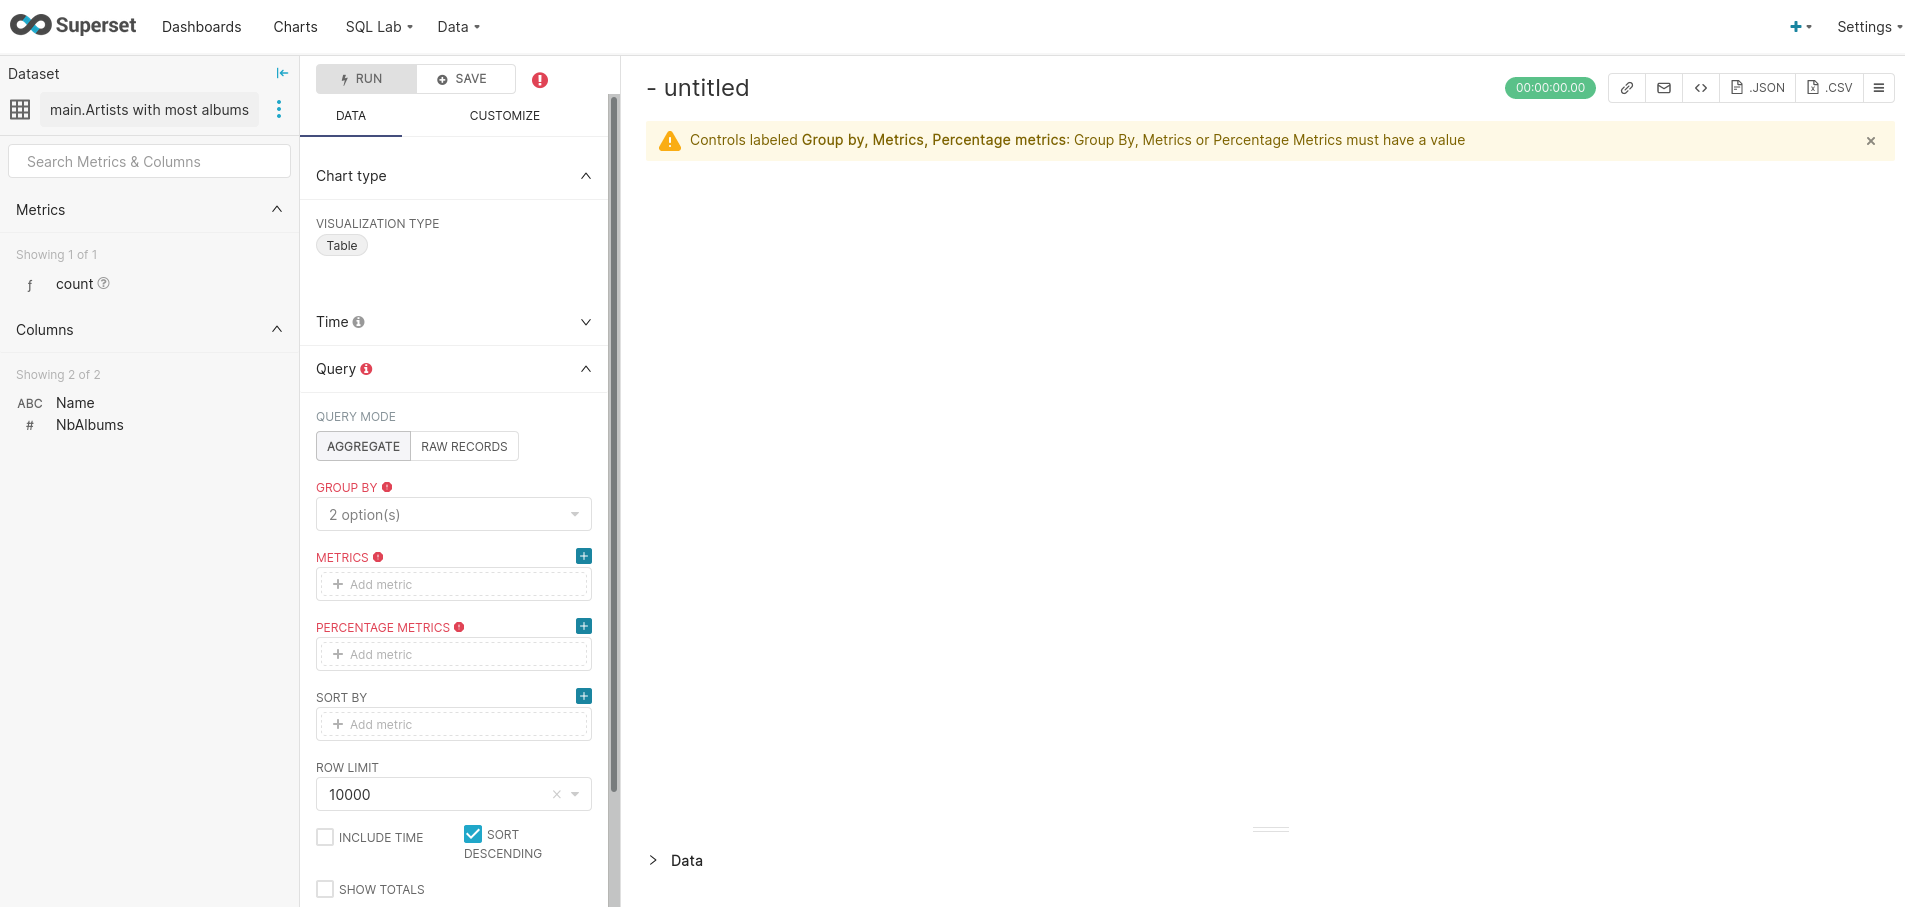 Superset
Dashboards
Charts
SQL Lab
Data
Settings
Dataset
main.Artists with most albums
Search Metrics & Columns
Metrics
Showing 1 of 1
ƒ count
Columns
Showing 2 of 2
ABC Name
# NbAlbums
RUN
SAVE
DATA
CUSTOMIZE
Chart type
VISUALIZATION TYPE
Table
Time
Query
QUERY MODE
AGGREGATE
RAW RECORDS
GROUP BY
2 option(s)
METRICS
Add metric
PERCENTAGE METRICS
Add metric
SORT BY
Add metric
ROW LIMIT
10000
INCLUDE TIME
SORT
DESCENDING
SHOW TOTALS
- untitled
00:00:00.00
.JSON
.CSV
Controls labeled Group by, Metrics, Percentage metrics: Group By, Metrics or Percentage Metrics must have a value
Data